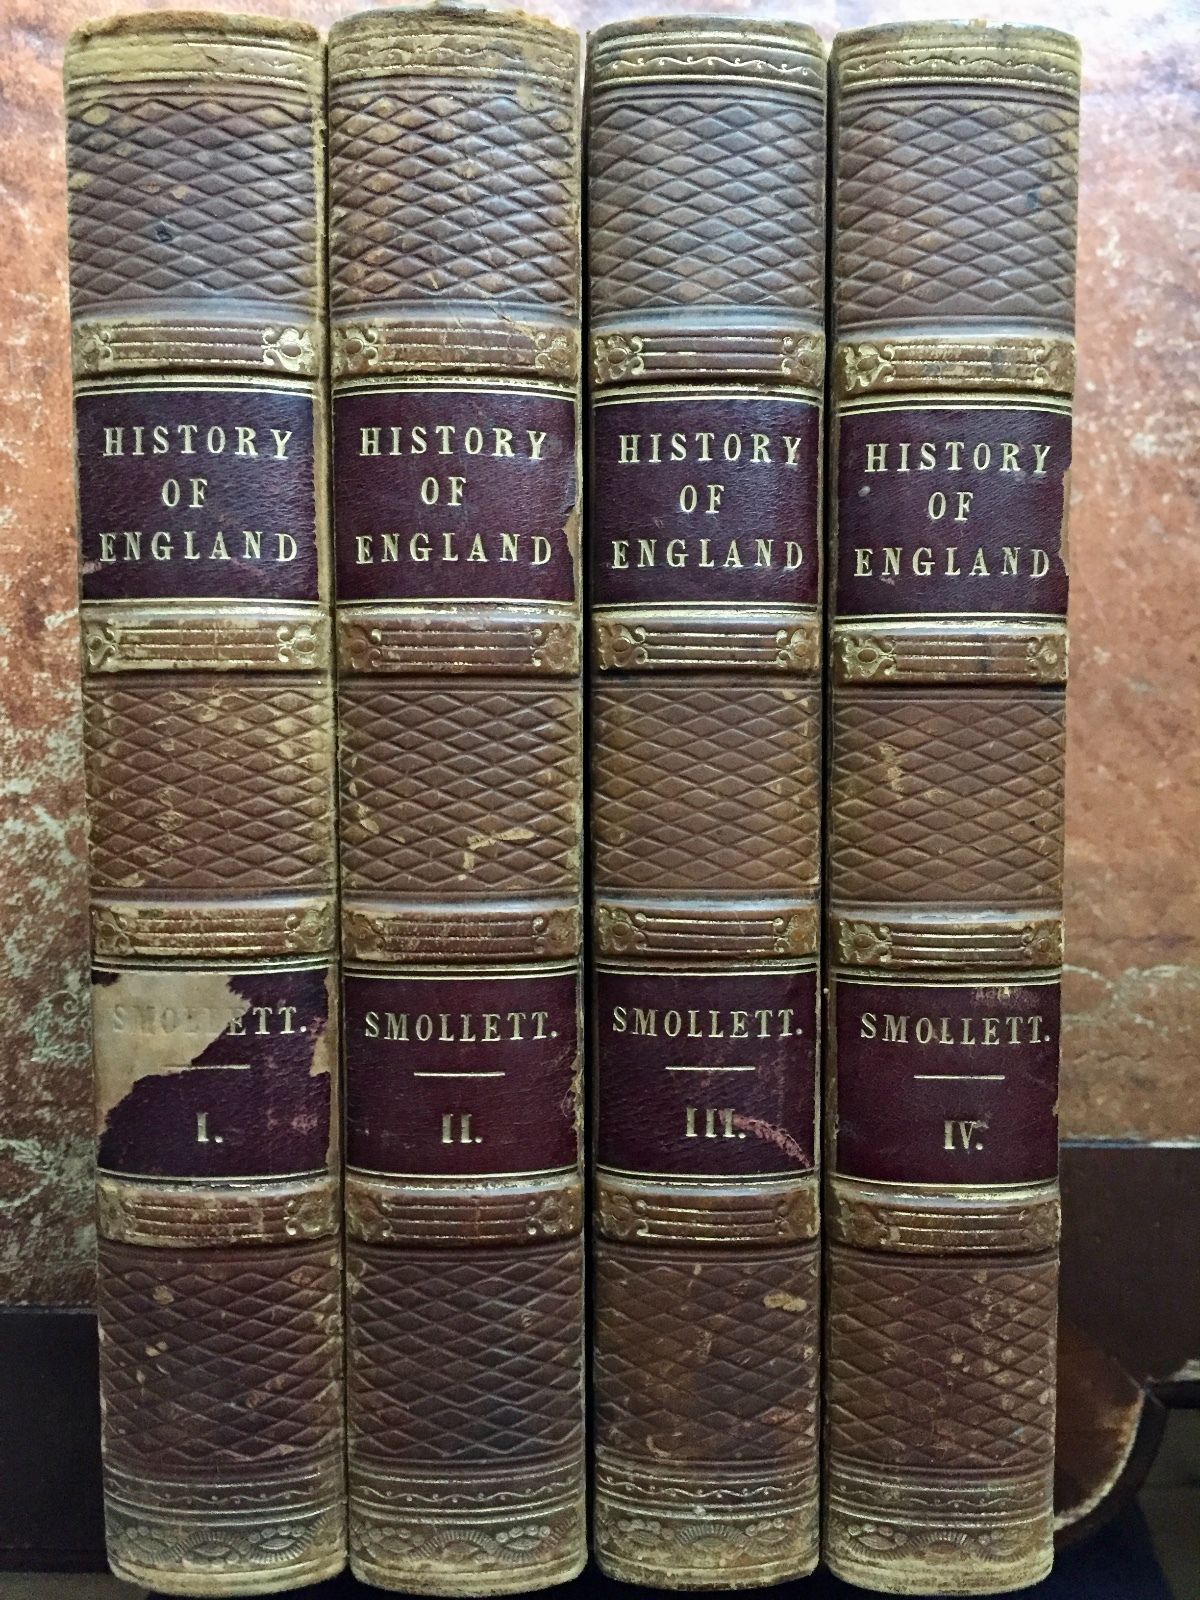 HISTORY
OF
ENGLAND
SMOLLETT.
I.
HISTORY
OF
ENGLAND
SMOLLETT.
II.
HISTORY
OF
ENGLAND
SMOLLETT.
III.
HISTORY
OF
ENGLAND
SMOLLETT.
IV.